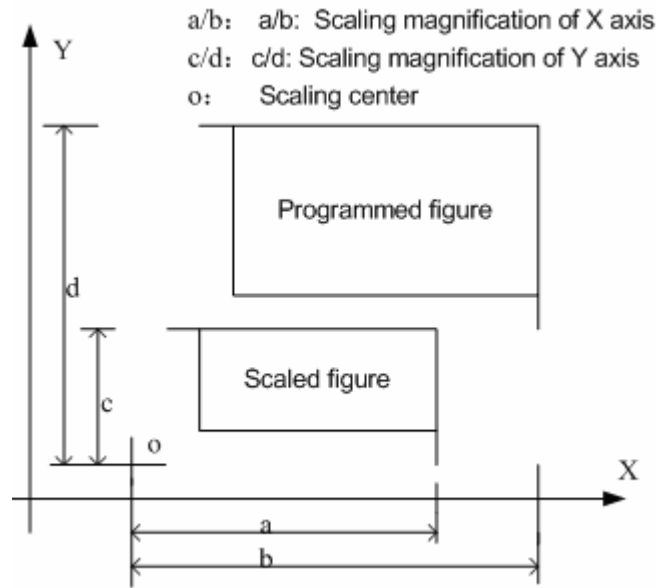 a/b： a/b: Scaling magnification of X axis
c/d： c/d: Scaling magnification of Y axis
o： Scaling center
Y
Programmed figure
d
Scaled figure
c
o
X
a
b